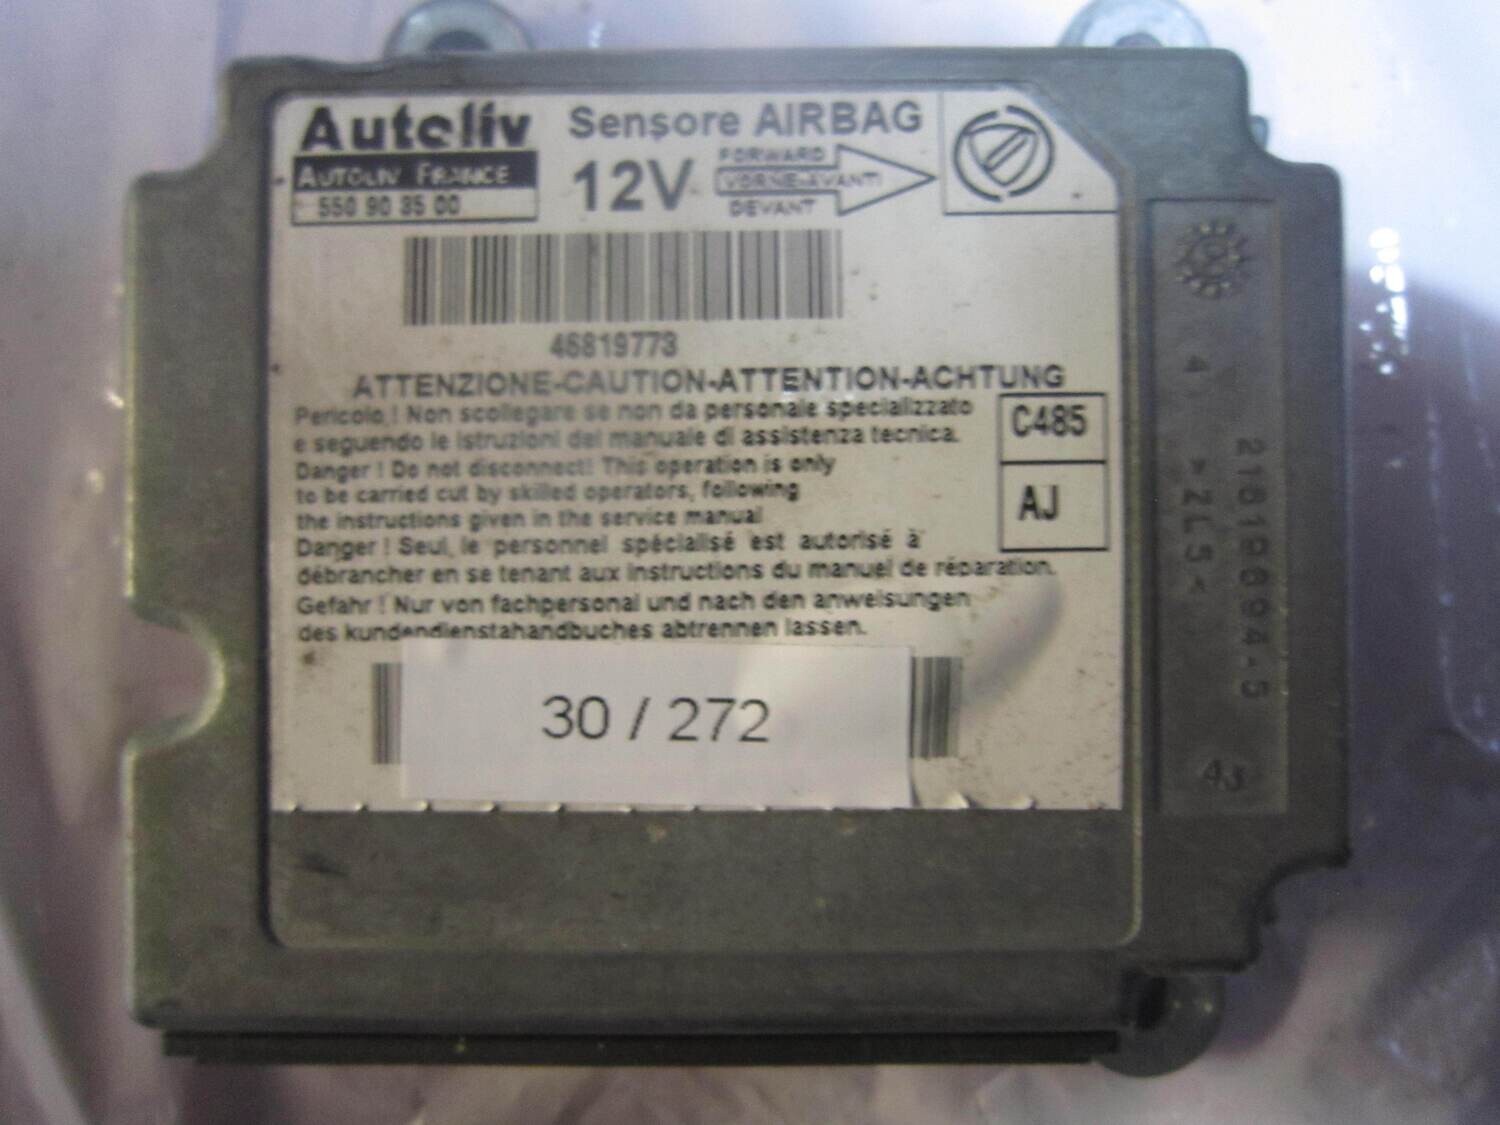 Autoliv
AUTOLIV FRANCE
550 90 35 00
Sensore AIRBAG
12V
FORWARD
VORNE-AVANTI
DEVANT
46819773
ATTENZIONE-CAUTION-ATTENTION-ACHTUNG
Pericolo ! Non scollegare se non da personale specializzato
e seguendo le istruzioni del manuale di assistenza tecnica.
Danger ! Do not disconnect! This operation is only
to be carried cut by skilled operators, following
the instructions given in the service manual
Danger ! Seul, le personnel spécialisé est autorisé à
débrancher en se tenant aux instructions du manuel de réparation.
Gefahr ! Nur von fachpersonal und nach den anweisungen
des kundendienstahandbuches abtrennen lassen.
C485
AJ
30 / 272
43